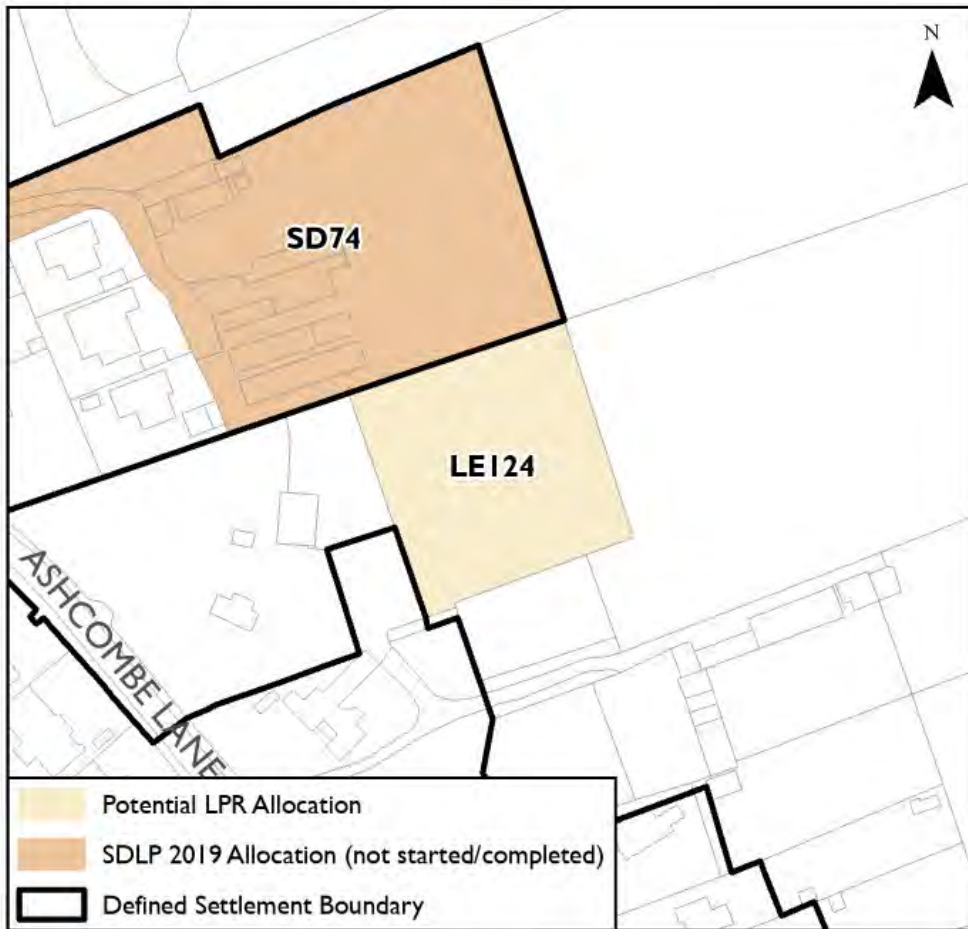 N
SD74
LE124
ASHCOMBE LANE
Potential LPR Allocation
SDLP 2019 Allocation (not started/completed)
Defined Settlement Boundary